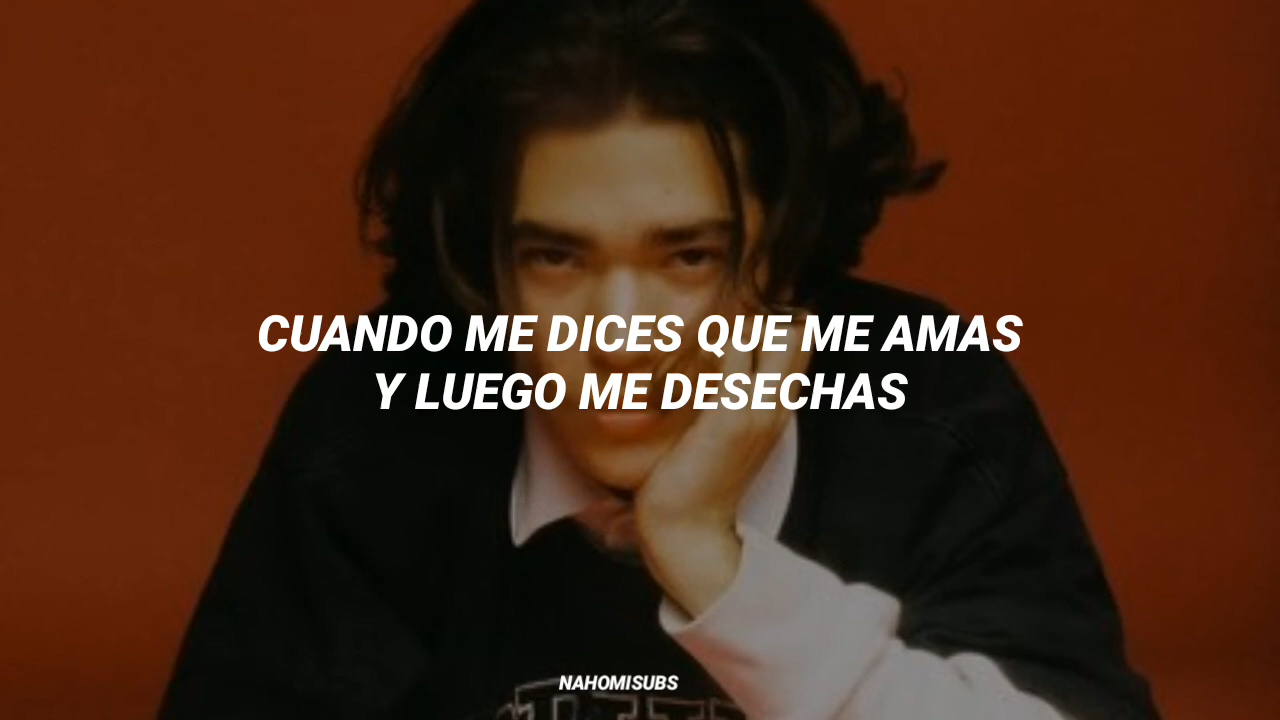 CUANDO ME DICES QUE ME AMAS
Y LUEGO ME DESECHAS
NAHOMISUBS